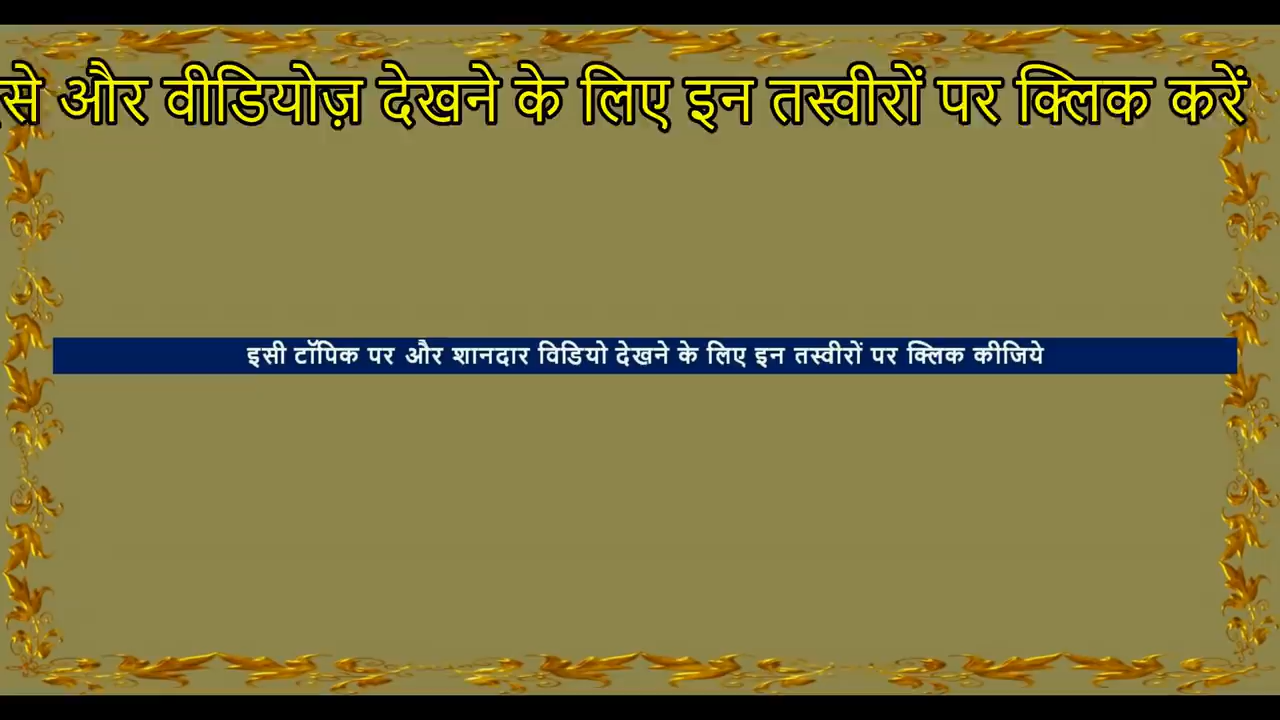 और वीडियोज़ देखने के लिए इन तस्वीरों पर क्लिक करें
इसी टॉपिक पर और शानदार विडियो देखने के लिए इन तस्वीरों पर क्लिक कीजिये